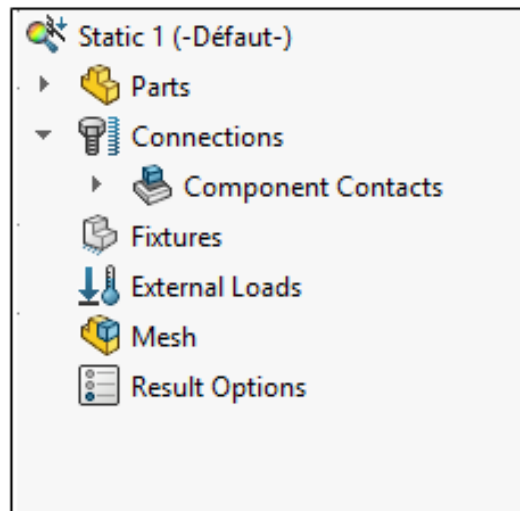 Static 1 (-Défaut-)
Parts
Connections
Component Contacts
Fixtures
External Loads
Mesh
Result Options